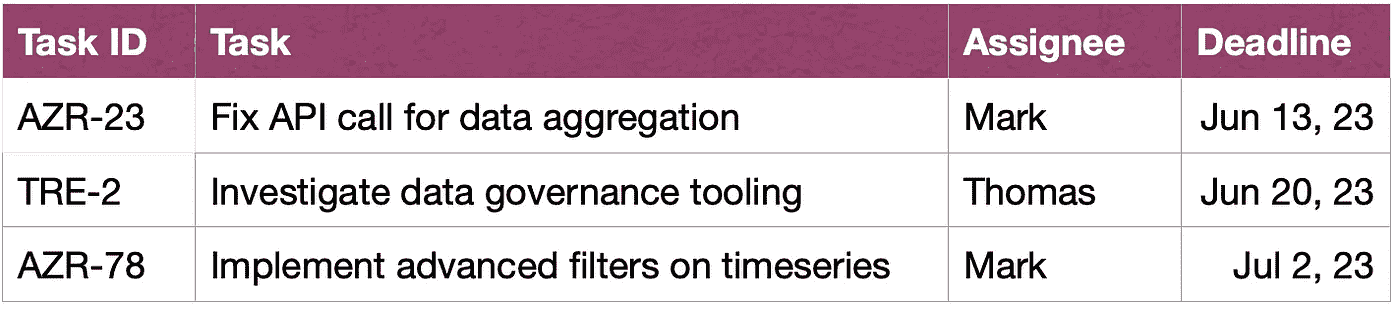 Task ID Task Assignee Deadline
AZR-23 Fix API call for data aggregation Mark Jun 13, 23
TRE-2 Investigate data governance tooling Thomas Jun 20, 23
AZR-78 Implement advanced filters on timeseries Mark Jul 2, 23